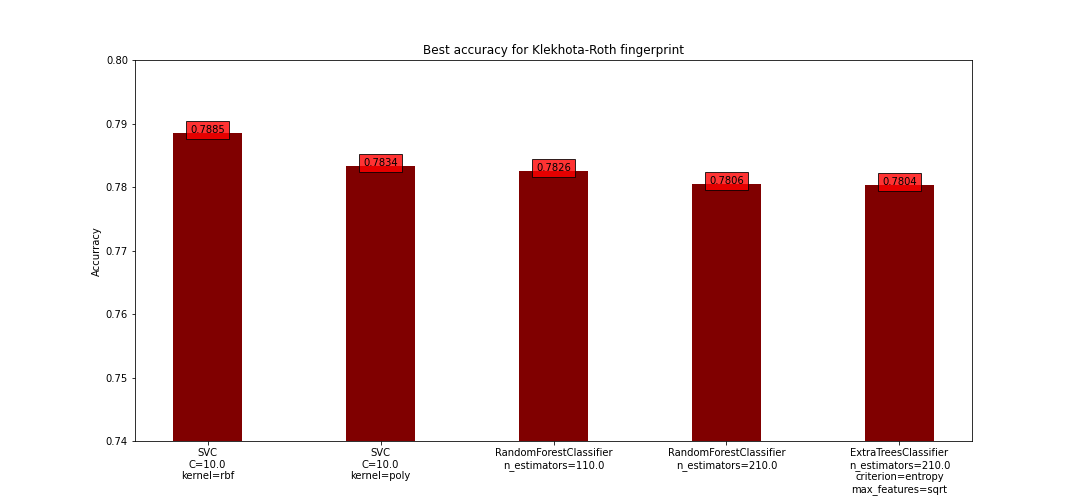 Best accuracy for Klekhota-Roth fingerprint
Accurracy
0.80
0.79
0.78
0.77
0.76
0.75
0.74
0.7885
0.7834
0.7826
0.7806
0.7804
SVC
C=10.0
kernel=rbf
SVC
C=10.0
kernel=poly
RandomForestClassifier
n_estimators=110.0
RandomForestClassifier
n_estimators=210.0
ExtraTreesClassifier
n_estimators=210.0
criterion=entropy
max_features=sqrt